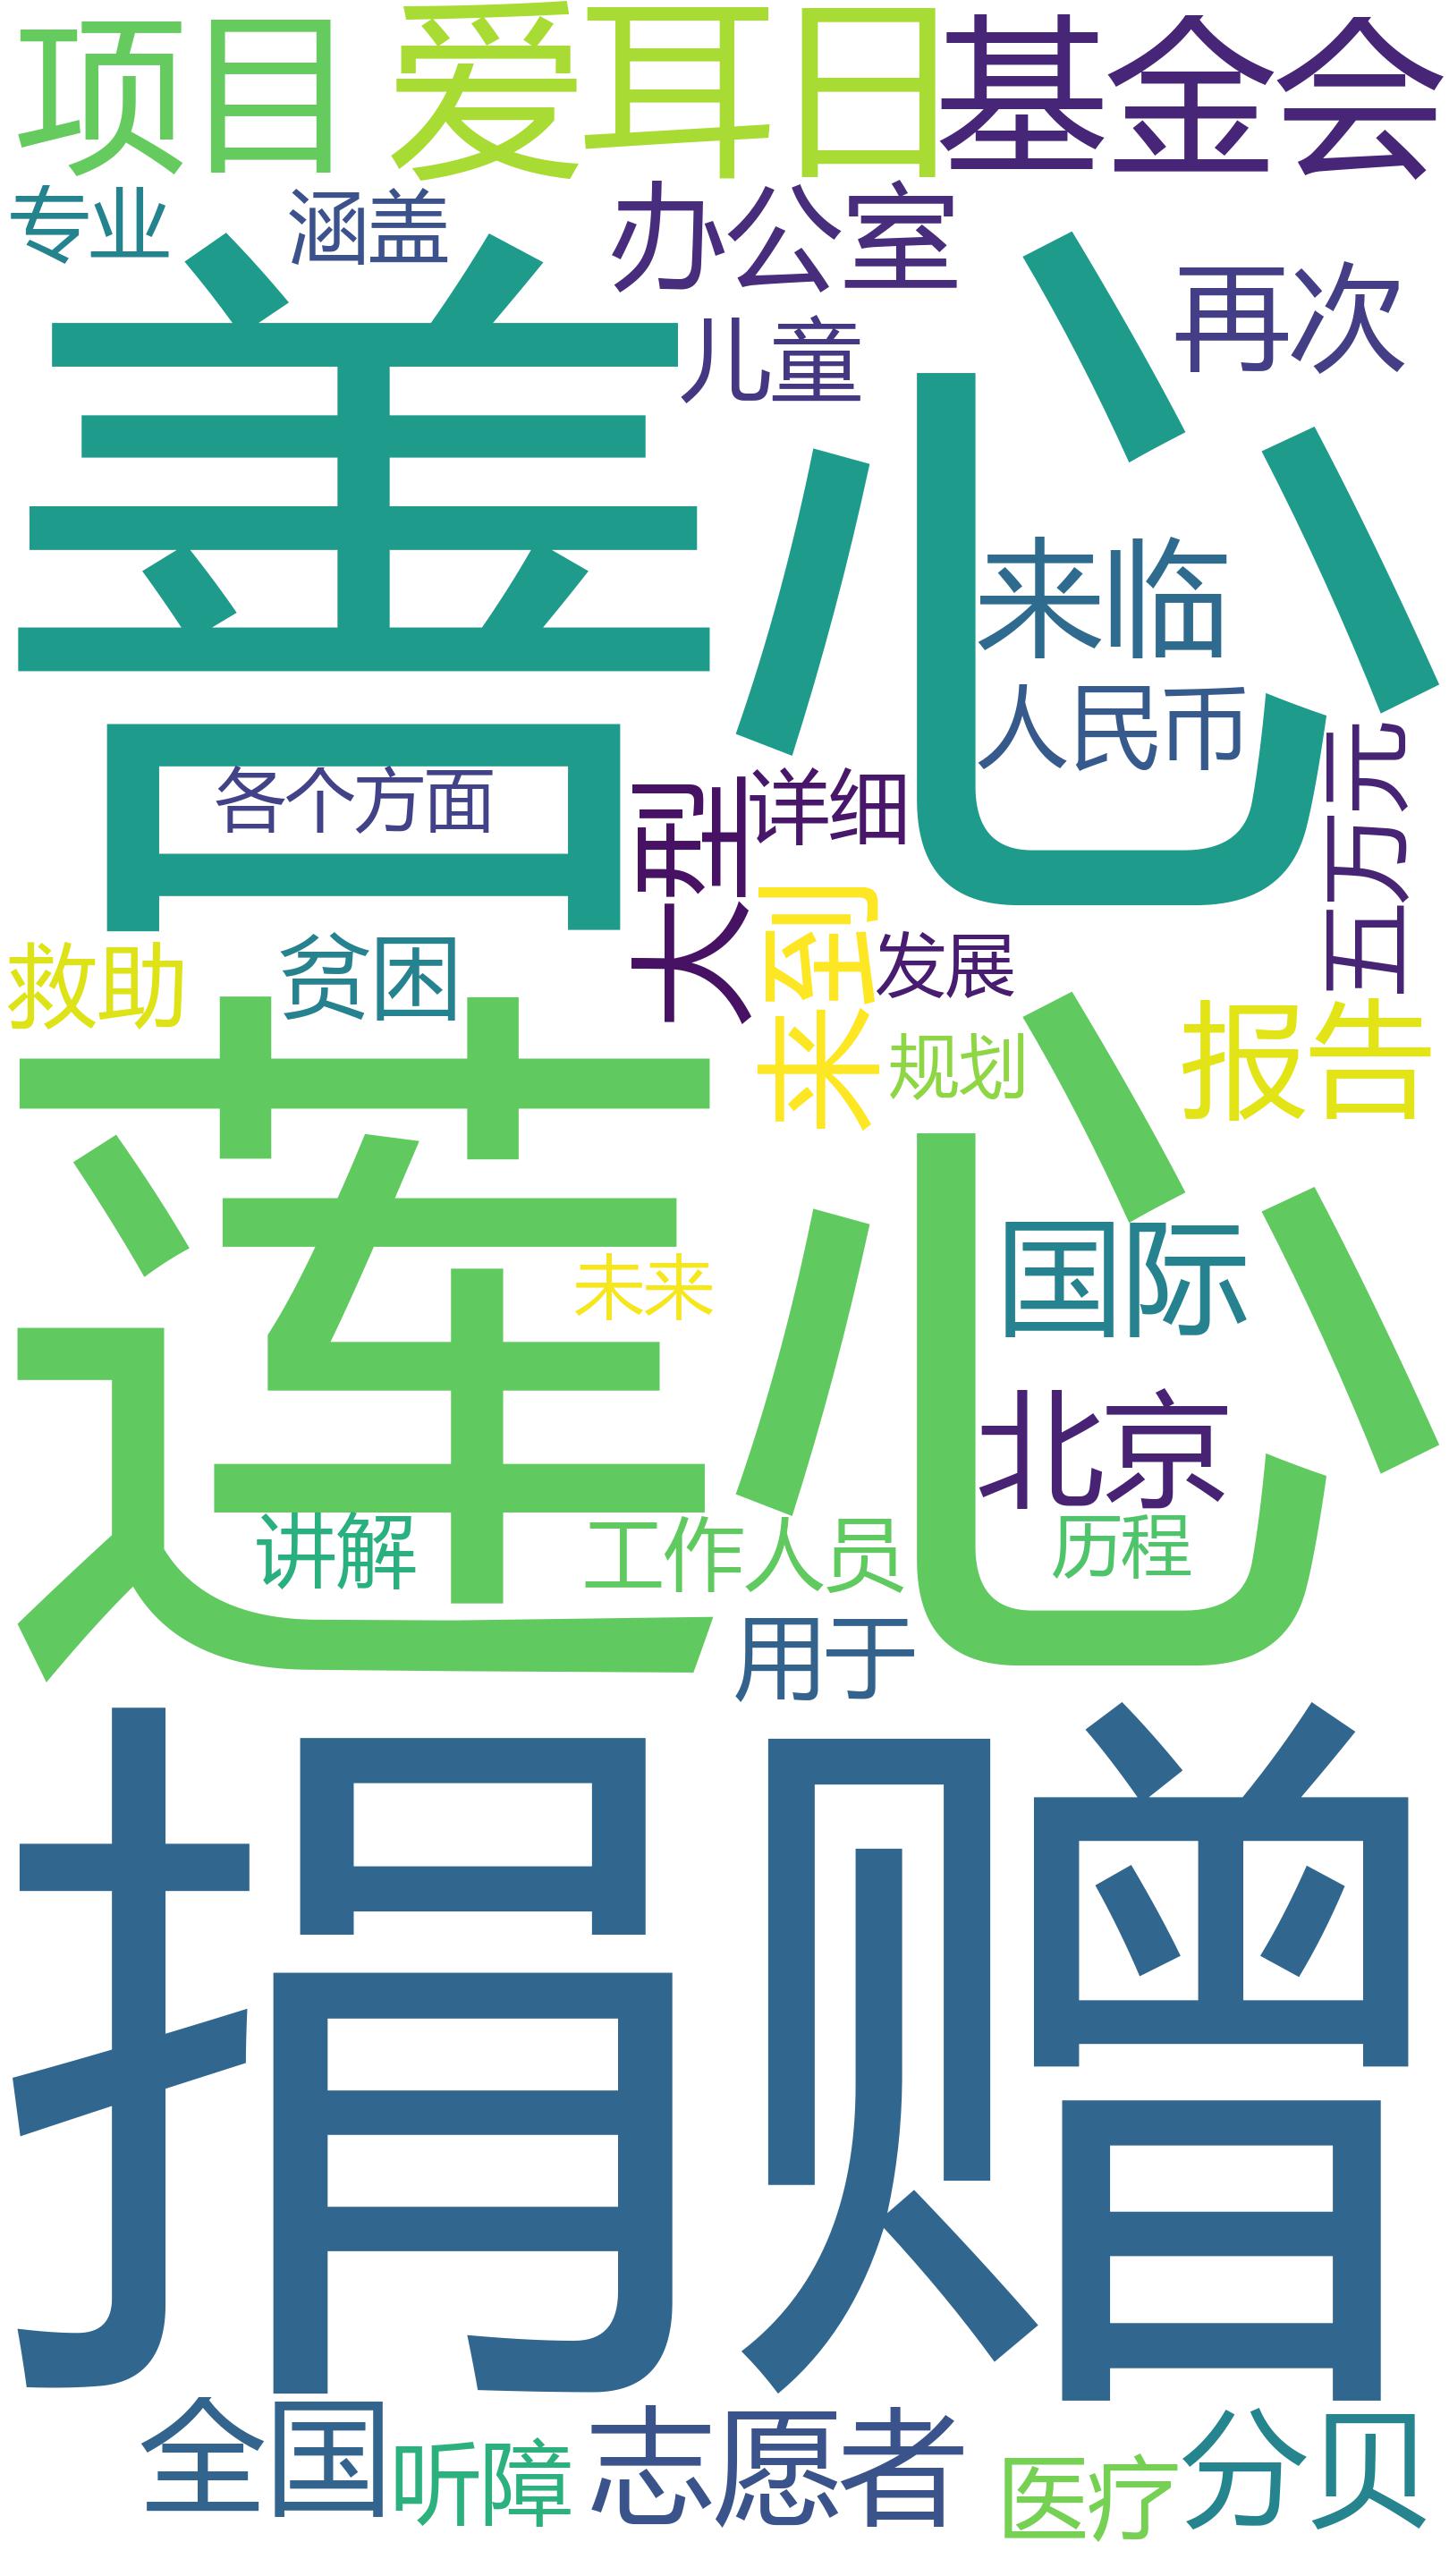 项目 爱耳日 基金会
专业 涵盖 办公室
再次
儿童
善心
来临
人民币
五万元
各个方面
大型
详细
来到
救助 贫困
发展
报告
规划
莲心
国际
未来
北京
讲解 工作人员 历程
用于
捐赠
全国 听障 志愿者 医疗 分贝